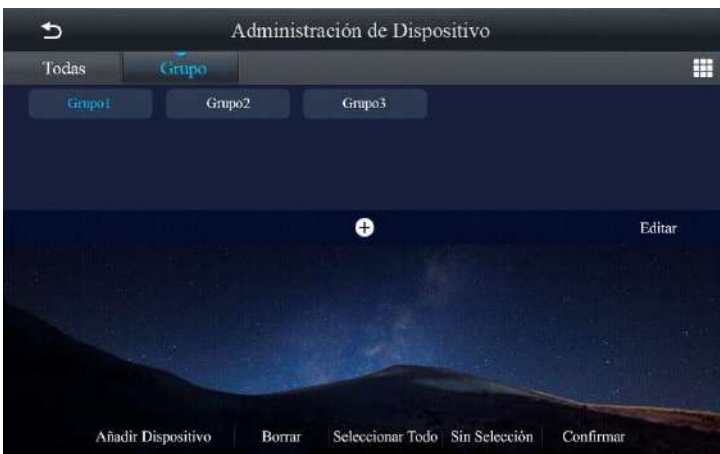 Administración de Dispositivo
Todas Grupo
Grupo1 Grupo2 Grupo3
Editar
Añadir Dispositivo Borrar Seleccionar Todo Sin Selección Confirmar